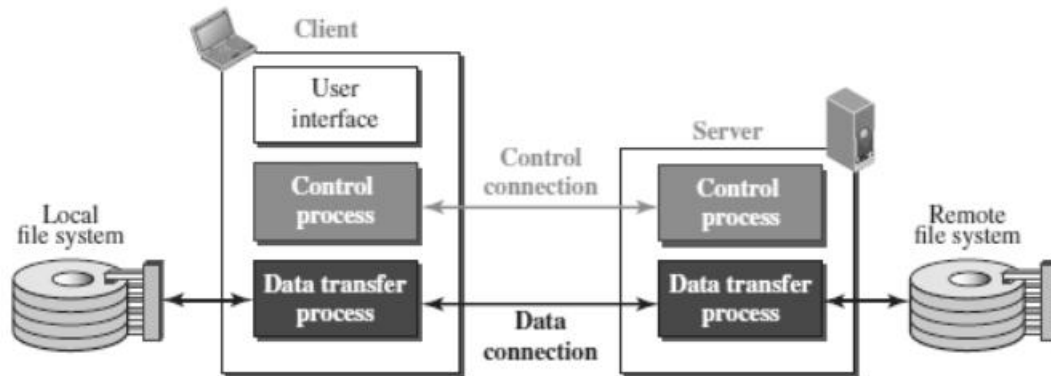 Client
User
interface
Server
Control
connection
Control
process
Control
process
Local
file system
Remote
file system
Data transfer
process
Data transfer
process
Data
connection